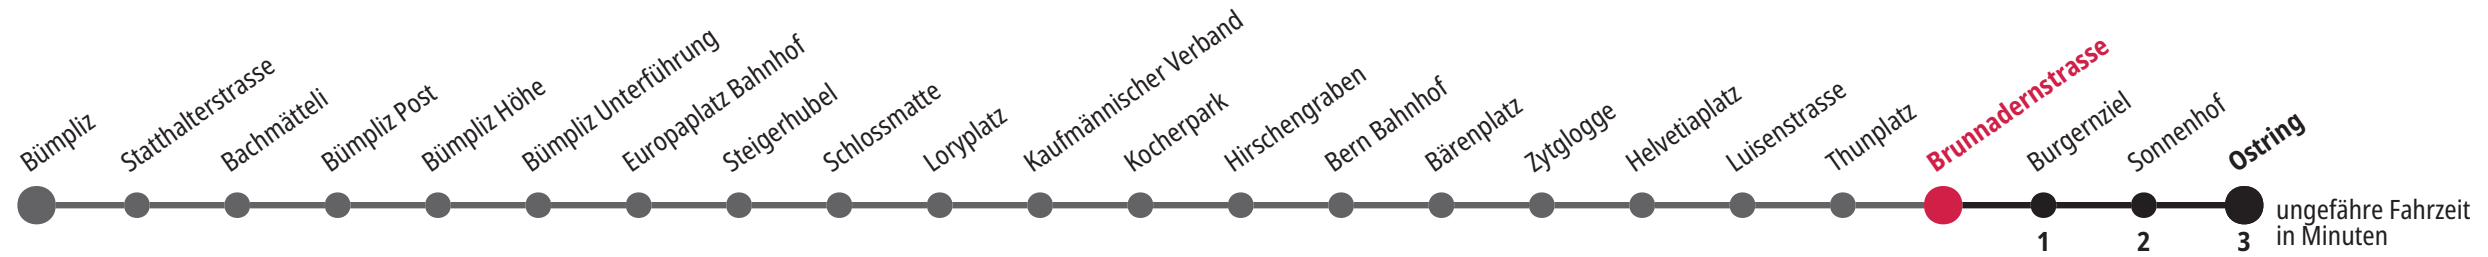 Bümpliz
Statthalterstrasse
Bachmätteli
Bümpliz Post
Bümpliz Höhe
Bümpliz Unterführung
Europaplatz Bahnhof
Steigerhubel
Schlossmatte
Loryplatz
Kaufmännischer Verband
Kocherpark
Hirschengraben
Bern Bahnhof
Bärenplatz
Zytglogge
Helvetiaplatz
Luisenstrasse
Thunplatz
Brunnadernstrasse
Burgernziel
Sonnenhof
Ostring
1 2 3
ungefähre Fahrzeit
in Minuten